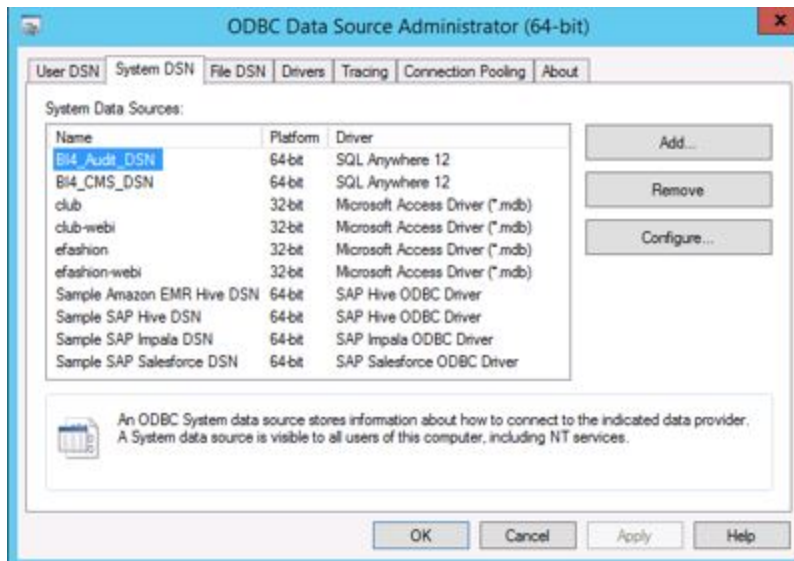 ODBC Data Source Administrator (64-bit)
x
User DSN System DSN File DSN Drivers Tracing Connection Pooling About
System Data Sources:
Name Platform Driver
BI4_Audit_DSN 64-bit SQL Anywhere 12
BI4_CMS_DSN 64-bit SQL Anywhere 12
club 32-bit Microsoft Access Driver (*.mdb)
club-webi 32-bit Microsoft Access Driver (*.mdb)
efashion 32-bit Microsoft Access Driver (*.mdb)
efashion-webi 32-bit Microsoft Access Driver (*.mdb)
Sample Amazon EMR Hive DSN 64-bit SAP Hive ODBC Driver
Sample SAP Hive DSN 64-bit SAP Hive ODBC Driver
Sample SAP Impala DSN 64-bit SAP Impala ODBC Driver
Sample SAP Salesforce DSN 64-bit SAP Salesforce ODBC Driver
Add...
Remove
Configure...
An ODBC System data source stores information about how to connect to the indicated data provider.
A System data source is visible to all users of this computer, including NT services.
OK Cancel Apply Help